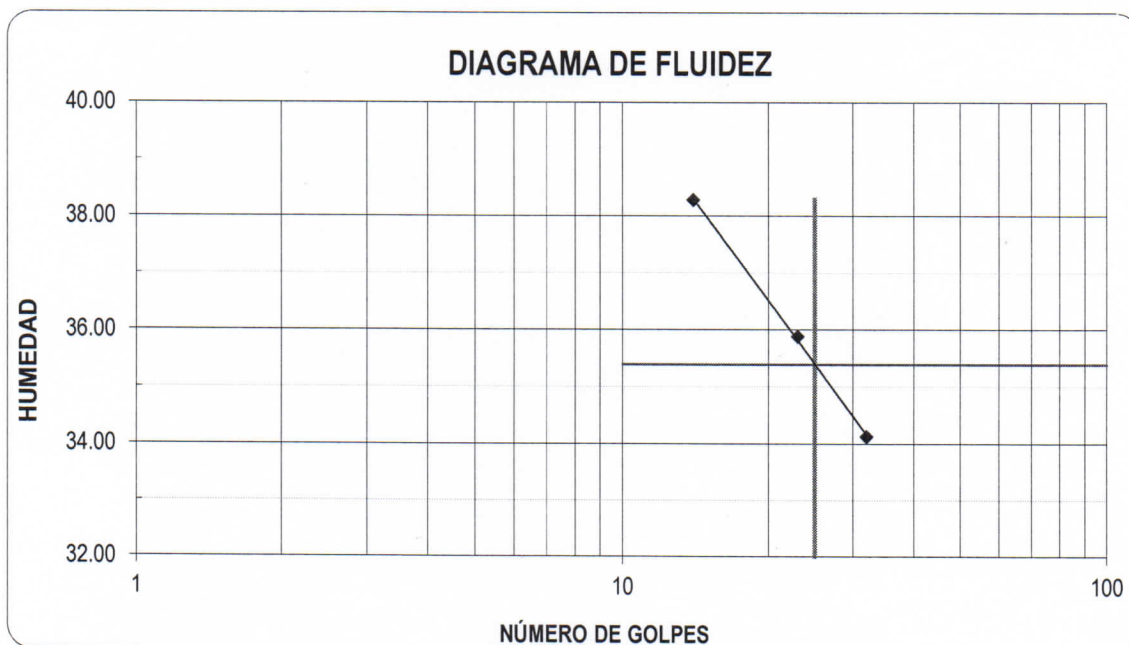 DIAGRAMA DE FLUIDEZ
40.00
38.00
36.00
34.00
32.00
HUMEDAD
1
10
100
NÚMERO DE GOLPES